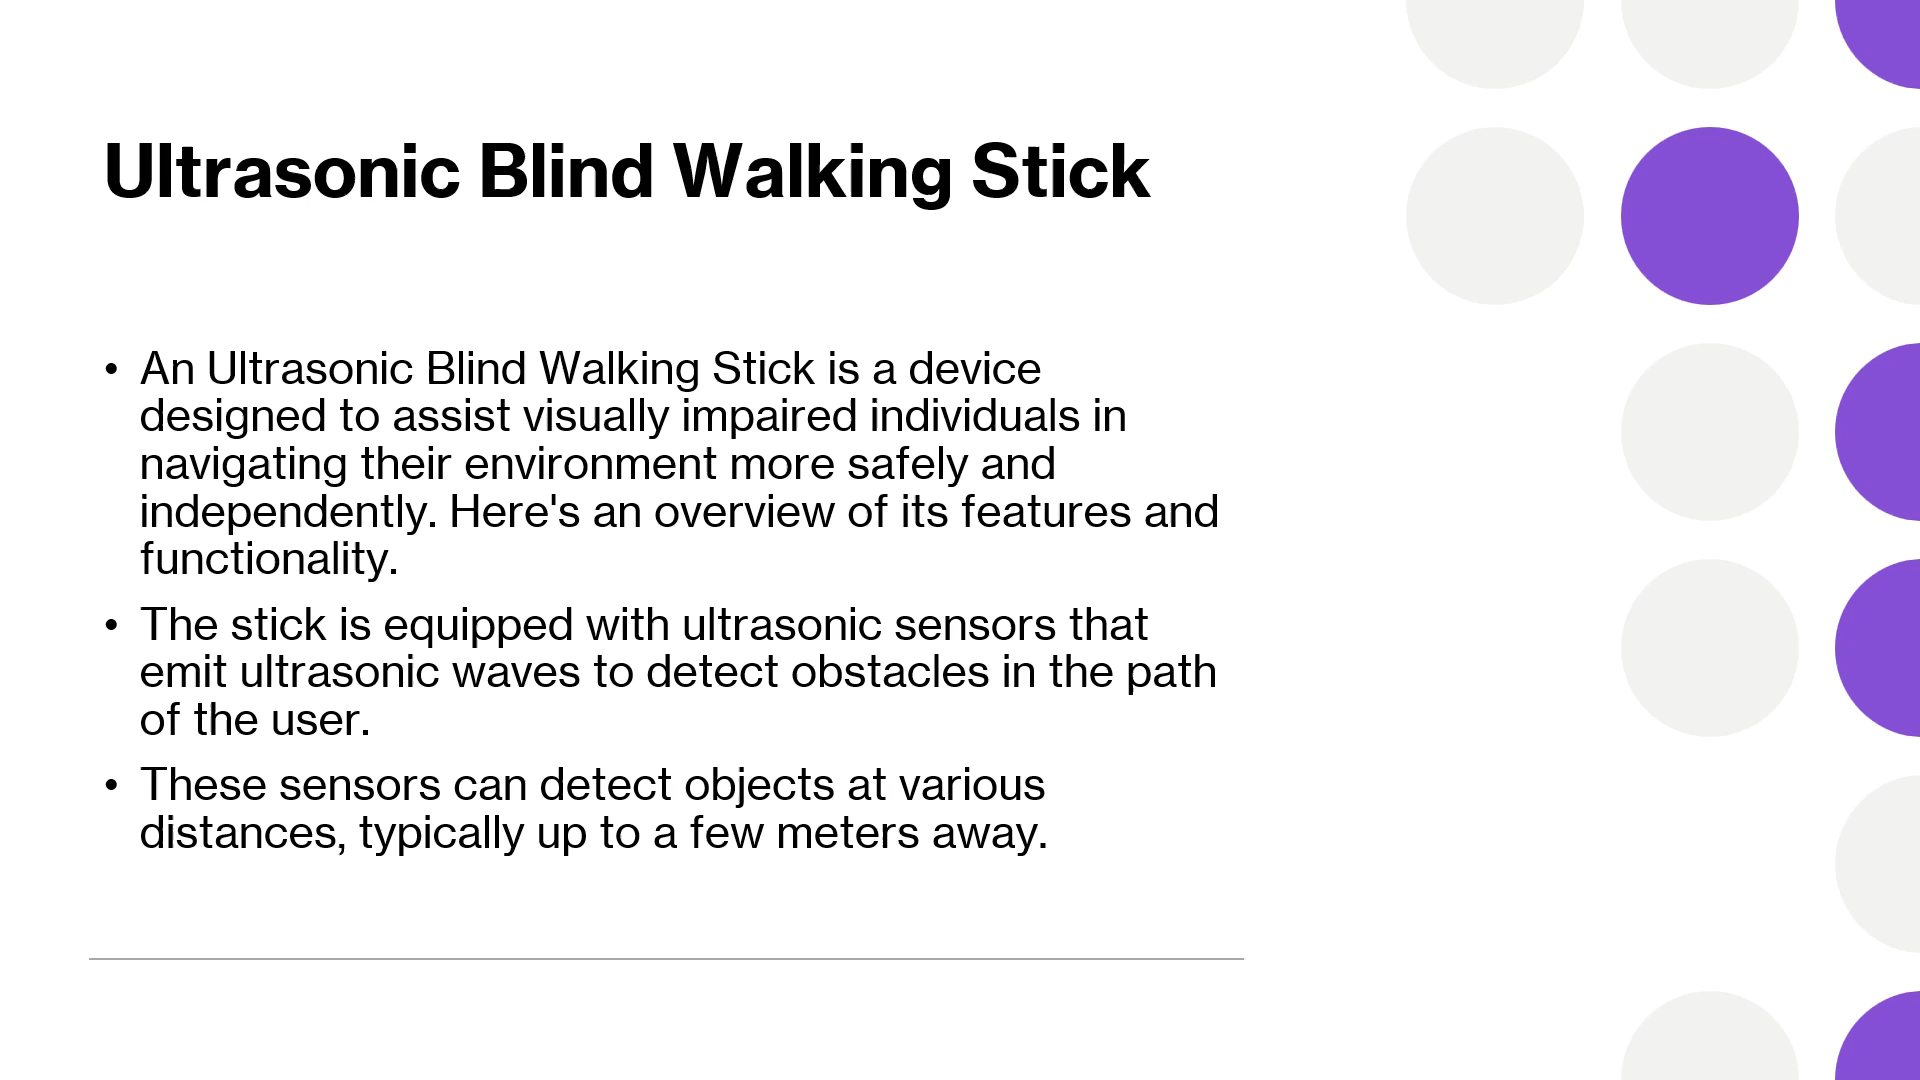 Ultrasonic Blind Walking Stick
• An Ultrasonic Blind Walking Stick is a device
designed to assist visually impaired individuals in
navigating their environment more safely and
independently. Here's an overview of its features and
functionality.
• The stick is equipped with ultrasonic sensors that
emit ultrasonic waves to detect obstacles in the path
of the user.
• These sensors can detect objects at various
distances, typically up to a few meters away.